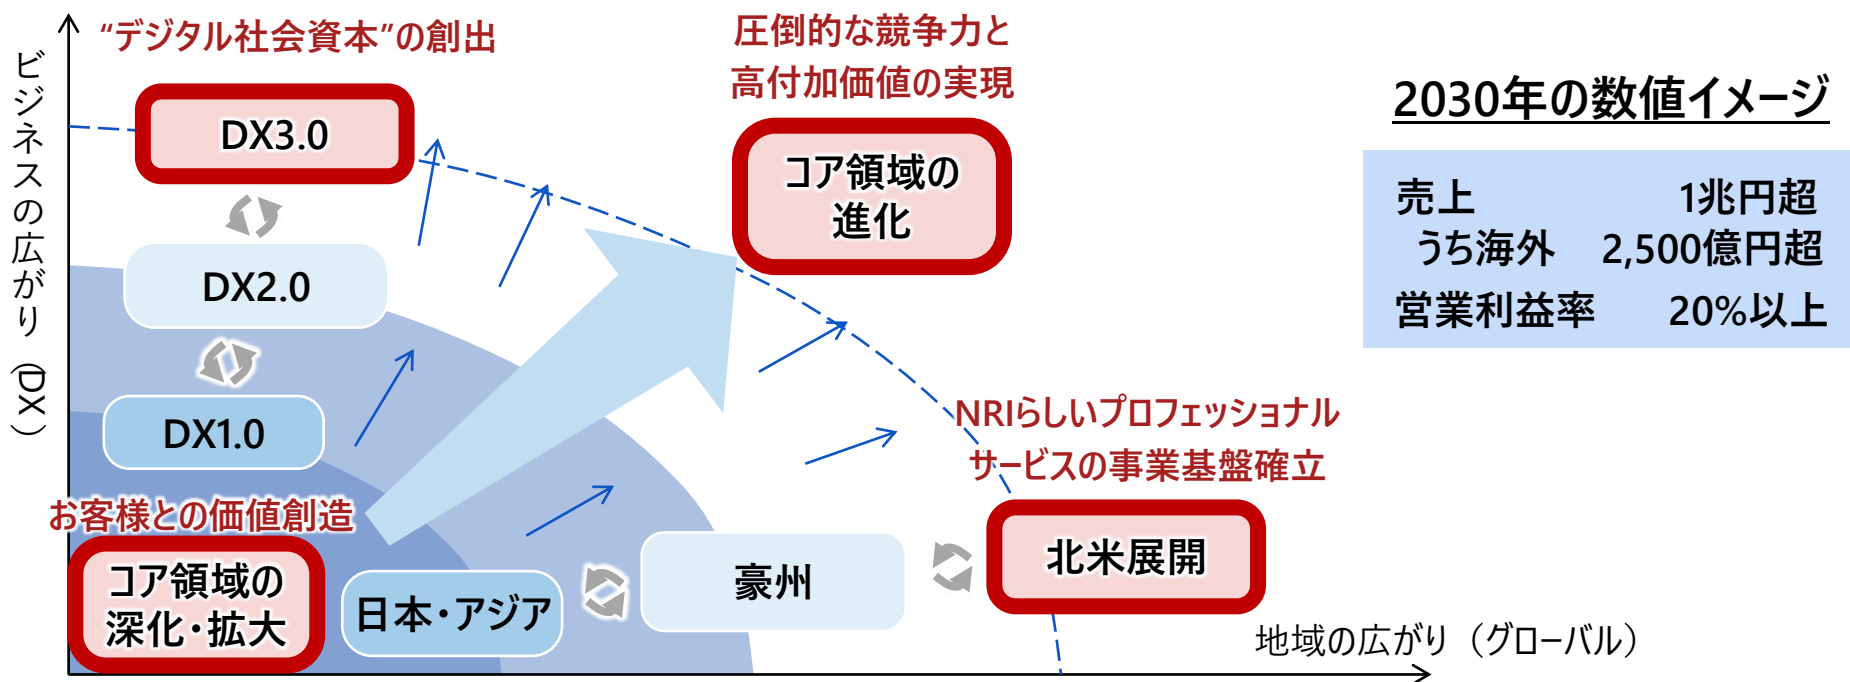 ビジネスの広がり（DX）
“デジタル社会資本”の創出
DX3.0
DX2.0
DX1.0
お客様との価値創造
コア領域の
深化・拡大
日本・アジア
豪州
北米展開
NRIらしいプロフェッショナル
サービスの事業基盤確立
圧倒的な競争力と
高付加価値の実現
コア領域の
進化
地域の広がり（グローバル）
2030年の数値イメージ
売上 1兆円超
うち海外 2,500億円超
営業利益率 20%以上